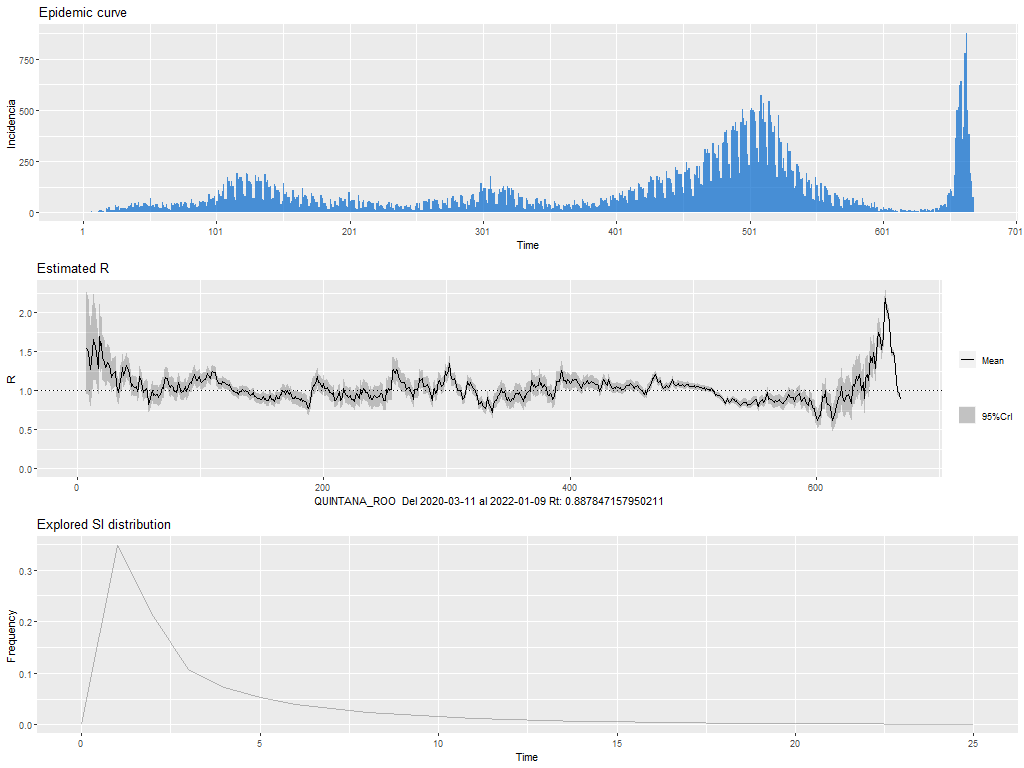 Epidemic curve
Incidencia
750
500
250
0
1
101
201
301
401
501
601
701
Time
Estimated R
R
2.0
1.5
1.0
0.5
0.0
0
200
400
600
QUINTANA_ROO Del 2020-03-11 al 2022-01-09 Rt: 0.887847157950211
Mean
95%CrI
Explored SI distribution
Frequency
0.3
0.2
0.1
0.0
0
5
10
15
20
25
Time